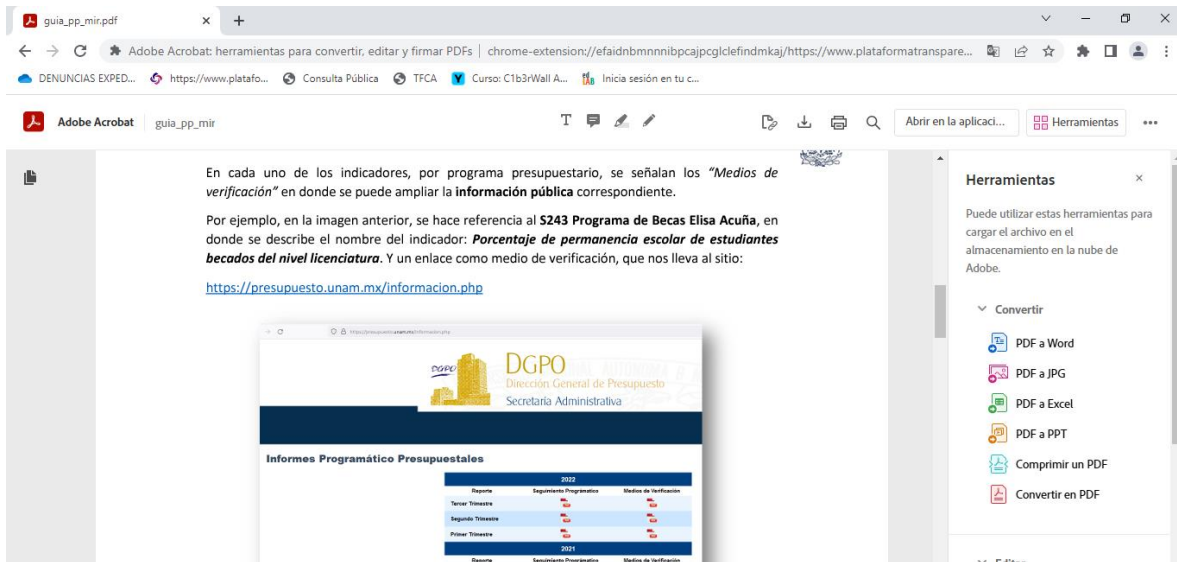 guia_pp_mir.pdf
Adobe Acrobat: herramientas para convertir, editar y firmar PDFs | chrome-extension://efaidnbmnnnibpcajpcglclefindmkaj/https://www.plataformatranspare...
DENUNCIAS EXPED... https://www.platafo... Consulta Pública TFCA Curso: C1b3rWall A... Inicia sesión en tu c...
Adobe Acrobat guia_pp_mir Abrir en la aplicaci... Herramientas
En cada uno de los indicadores, por programa presupuestario, se señalan los "Medios de
verificación" en donde se puede ampliar la información pública correspondiente.
Por ejemplo, en la imagen anterior, se hace referencia al S243 Programa de Becas Elisa Acuña, en
donde se describe el nombre del indicador: Porcentaje de permanencia escolar de estudiantes
becados del nivel licenciatura. Y un enlace como medio de verificación, que nos lleva al sitio:
https://presupuesto.unam.mx/informacion.php
https://presupuesto.unam.mx/informacion.php
DGPO
DGPO
Dirección General de Presupuesto
Secretaría Administrativa
Informes Programático Presupuestales
2022
Reporte Seguimiento Programático Medios de Verificación
Tercer Trimestre
Segundo Trimestre
Primer Trimestre
2021
Reporte Seguimiento Programático Medios de Verificación
Herramientas
Puede utilizar estas herramientas para
cargar el archivo en el
almacenamiento en la nube de
Adobe.
Convertir
PDF a Word
PDF a JPG
PDF a Excel
PDF a PPT
Comprimir un PDF
Convertir en PDF